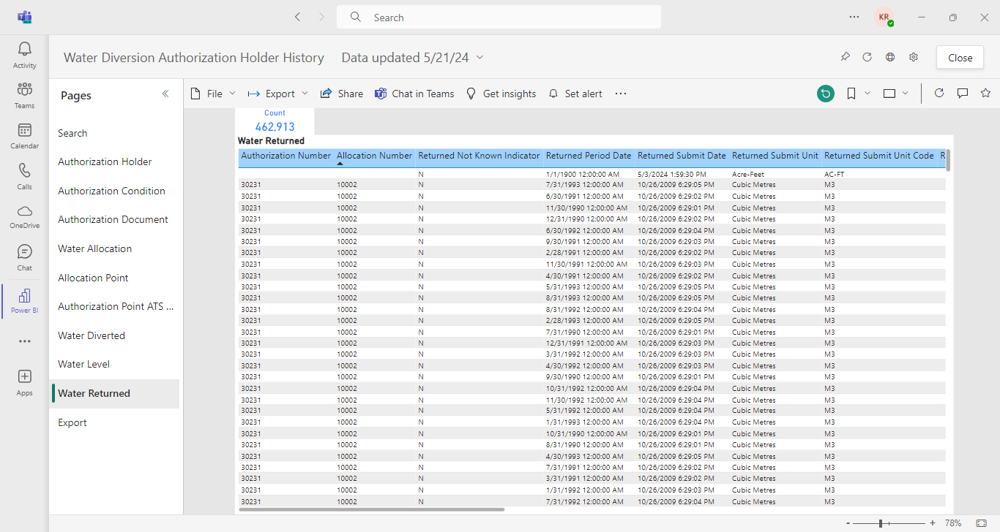 NEW
Search
KR
Activity
Teams
Calendar
Calls
OneDrive
Chat
Power BI
Apps
Water Diversion Authorization Holder History Data updated 5/21/24
Close
Pages
Search
Authorization Holder
Authorization Condition
Authorization Document
Water Allocation
Allocation Point
Authorization Point ATS ...
Water Diverted
Water Level
Water Returned
Export
File Export Share Chat in Teams Get insights Set alert
Count
462,913
Water Returned
Authorization Number Allocation Number Returned Not Known Indicator Returned Period Date Returned Submit Date Returned Submit Unit Returned Submit Unit Code R
N 1/1/1900 12:00:00 AM 5/3/2024 1:59:30 PM Acre-Feet AC-FT
30231 10002 N 7/31/1993 12:00:00 AM 10/26/2009 6:29:05 PM Cubic Metres M3
30231 10002 N 6/30/1991 12:00:00 AM 10/26/2009 6:29:02 PM Cubic Metres M3
30231 10002 N 11/30/1990 12:00:00 AM 10/26/2009 6:29:01 PM Cubic Metres M3
30231 10002 N 12/31/1990 12:00:00 AM 10/26/2009 6:29:02 PM Cubic Metres M3
30231 10002 N 6/30/1992 12:00:00 AM 10/26/2009 6:29:04 PM Cubic Metres M3
30231 10002 N 9/30/1991 12:00:00 AM 10/26/2009 6:29:03 PM Cubic Metres M3
30231 10002 N 2/28/1991 12:00:00 AM 10/26/2009 6:29:02 PM Cubic Metres M3
30231 10002 N 11/30/1991 12:00:00 AM 10/26/2009 6:29:03 PM Cubic Metres M3
30231 10002 N 4/30/1991 12:00:00 AM 10/26/2009 6:29:02 PM Cubic Metres M3
30231 10002 N 5/31/1993 12:00:00 AM 10/26/2009 6:29:05 PM Cubic Metres M3
30231 10002 N 8/31/1993 12:00:00 AM 10/26/2009 6:29:05 PM Cubic Metres M3
30231 10002 N 8/31/1992 12:00:00 AM 10/26/2009 6:29:04 PM Cubic Metres M3
30231 10002 N 2/28/1993 12:00:00 AM 10/26/2009 6:29:05 PM Cubic Metres M3
30231 10002 N 7/31/1990 12:00:00 AM 10/26/2009 6:29:01 PM Cubic Metres M3
30231 10002 N 12/31/1991 12:00:00 AM 10/26/2009 6:29:03 PM Cubic Metres M3
30231 10002 N 3/31/1992 12:00:00 AM 10/26/2009 6:29:03 PM Cubic Metres M3
30231 10002 N 4/30/1992 12:00:00 AM 10/26/2009 6:29:03 PM Cubic Metres M3
30231 10002 N 9/30/1990 12:00:00 AM 10/26/2009 6:29:01 PM Cubic Metres M3
30231 10002 N 10/31/1992 12:00:00 AM 10/26/2009 6:29:04 PM Cubic Metres M3
30231 10002 N 11/30/1992 12:00:00 AM 10/26/2009 6:29:04 PM Cubic Metres M3
30231 10002 N 5/31/1992 12:00:00 AM 10/26/2009 6:29:04 PM Cubic Metres M3
30231 10002 N 1/31/1993 12:00:00 AM 10/26/2009 6:29:04 PM Cubic Metres M3
30231 10002 N 10/31/1990 12:00:00 AM 10/26/2009 6:29:01 PM Cubic Metres M3
30231 10002 N 8/31/1990 12:00:00 AM 10/26/2009 6:29:01 PM Cubic Metres M3
30231 10002 N 4/30/1993 12:00:00 AM 10/26/2009 6:29:05 PM Cubic Metres M3
30231 10002 N 7/31/1991 12:00:00 AM 10/26/2009 6:29:02 PM Cubic Metres M3
30231 10002 N 3/31/1991 12:00:00 AM 10/26/2009 6:29:02 PM Cubic Metres M3
30231 10002 N 1/31/1992 12:00:00 AM 10/26/2009 6:29:03 PM Cubic Metres M3
30231 10002 N 7/31/1992 12:00:00 AM 10/26/2009 6:29:04 PM Cubic Metres M3
- + 78%